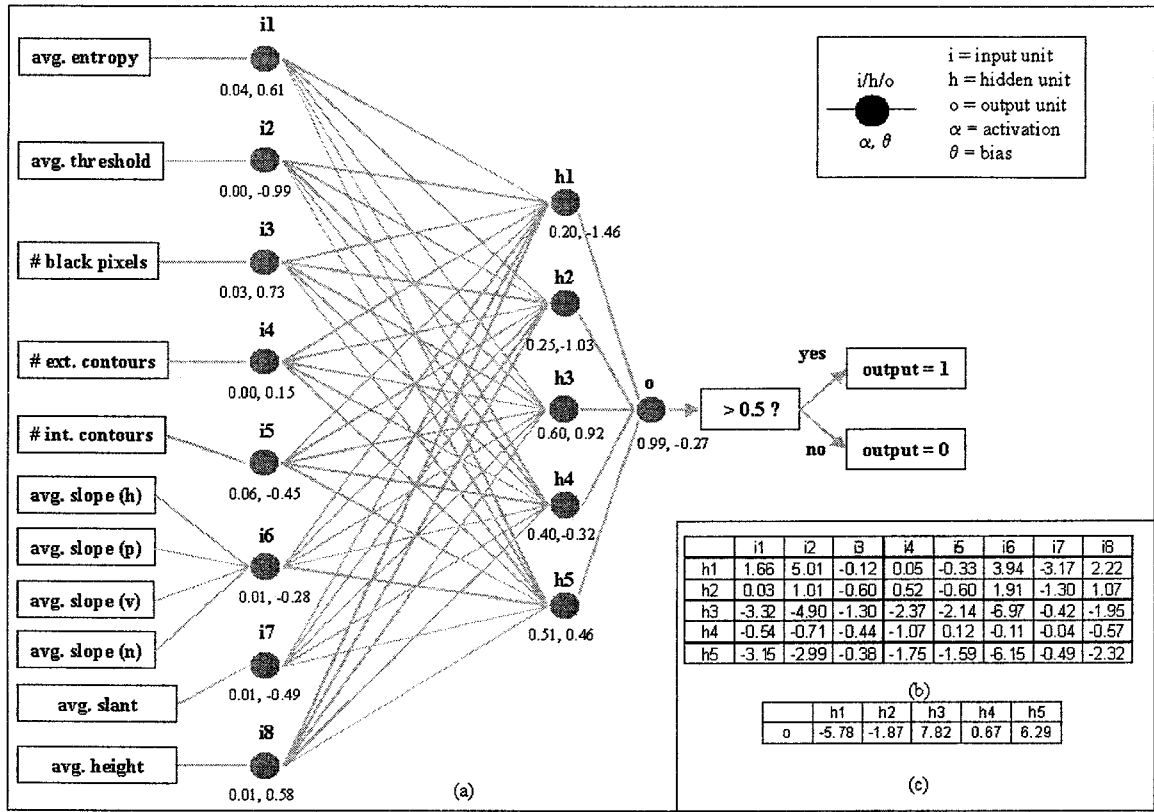 i1
avg. entropy
0.04, 0.61
i2
avg. threshold
0.00, -0.99
i3
# black pixels
0.03, 0.73
i4
# ext. contours
0.00, 0.15
# int. contours
i5
0.06, -0.45
avg. slope (h)
avg. slope (p)
avg. slope (v)
avg. slope (n)
i6
0.01, -0.28
i7
avg. slant
0.01, -0.49
i8
avg. height
0.01, 0.58
h1
0.20, -1.46
h2
0.25,-1.03
h3
0.60, 0.92
h4
0.40,-0.32
h5
0.51, 0.46
o
0.99, -0.27
> 0.5 ?
yes
output = 1
no
output = 0
(a)
i/h/o
α, θ
i = input unit
h = hidden unit
o = output unit
α = activation
θ = bias
i1 i2 i3 i4 i5 i6 i7 i8
h1 1.66 5.01 -0.12 0.05 -0.33 3.94 -3.17 2.22
h2 0.03 1.01 -0.60 0.52 -0.60 1.91 -1.30 1.07
h3 -3.32 -4.90 -1.30 -2.37 -2.14 -6.97 -0.42 -1.95
h4 -0.54 -0.71 -0.44 -1.07 0.12 -0.11 -0.04 -0.57
h5 -3.15 -2.99 -0.38 -1.75 -1.59 -6.15 -0.49 -2.32
(b)
h1 h2 h3 h4 h5
o -5.78 -1.87 7.82 0.67 6.29
(c)